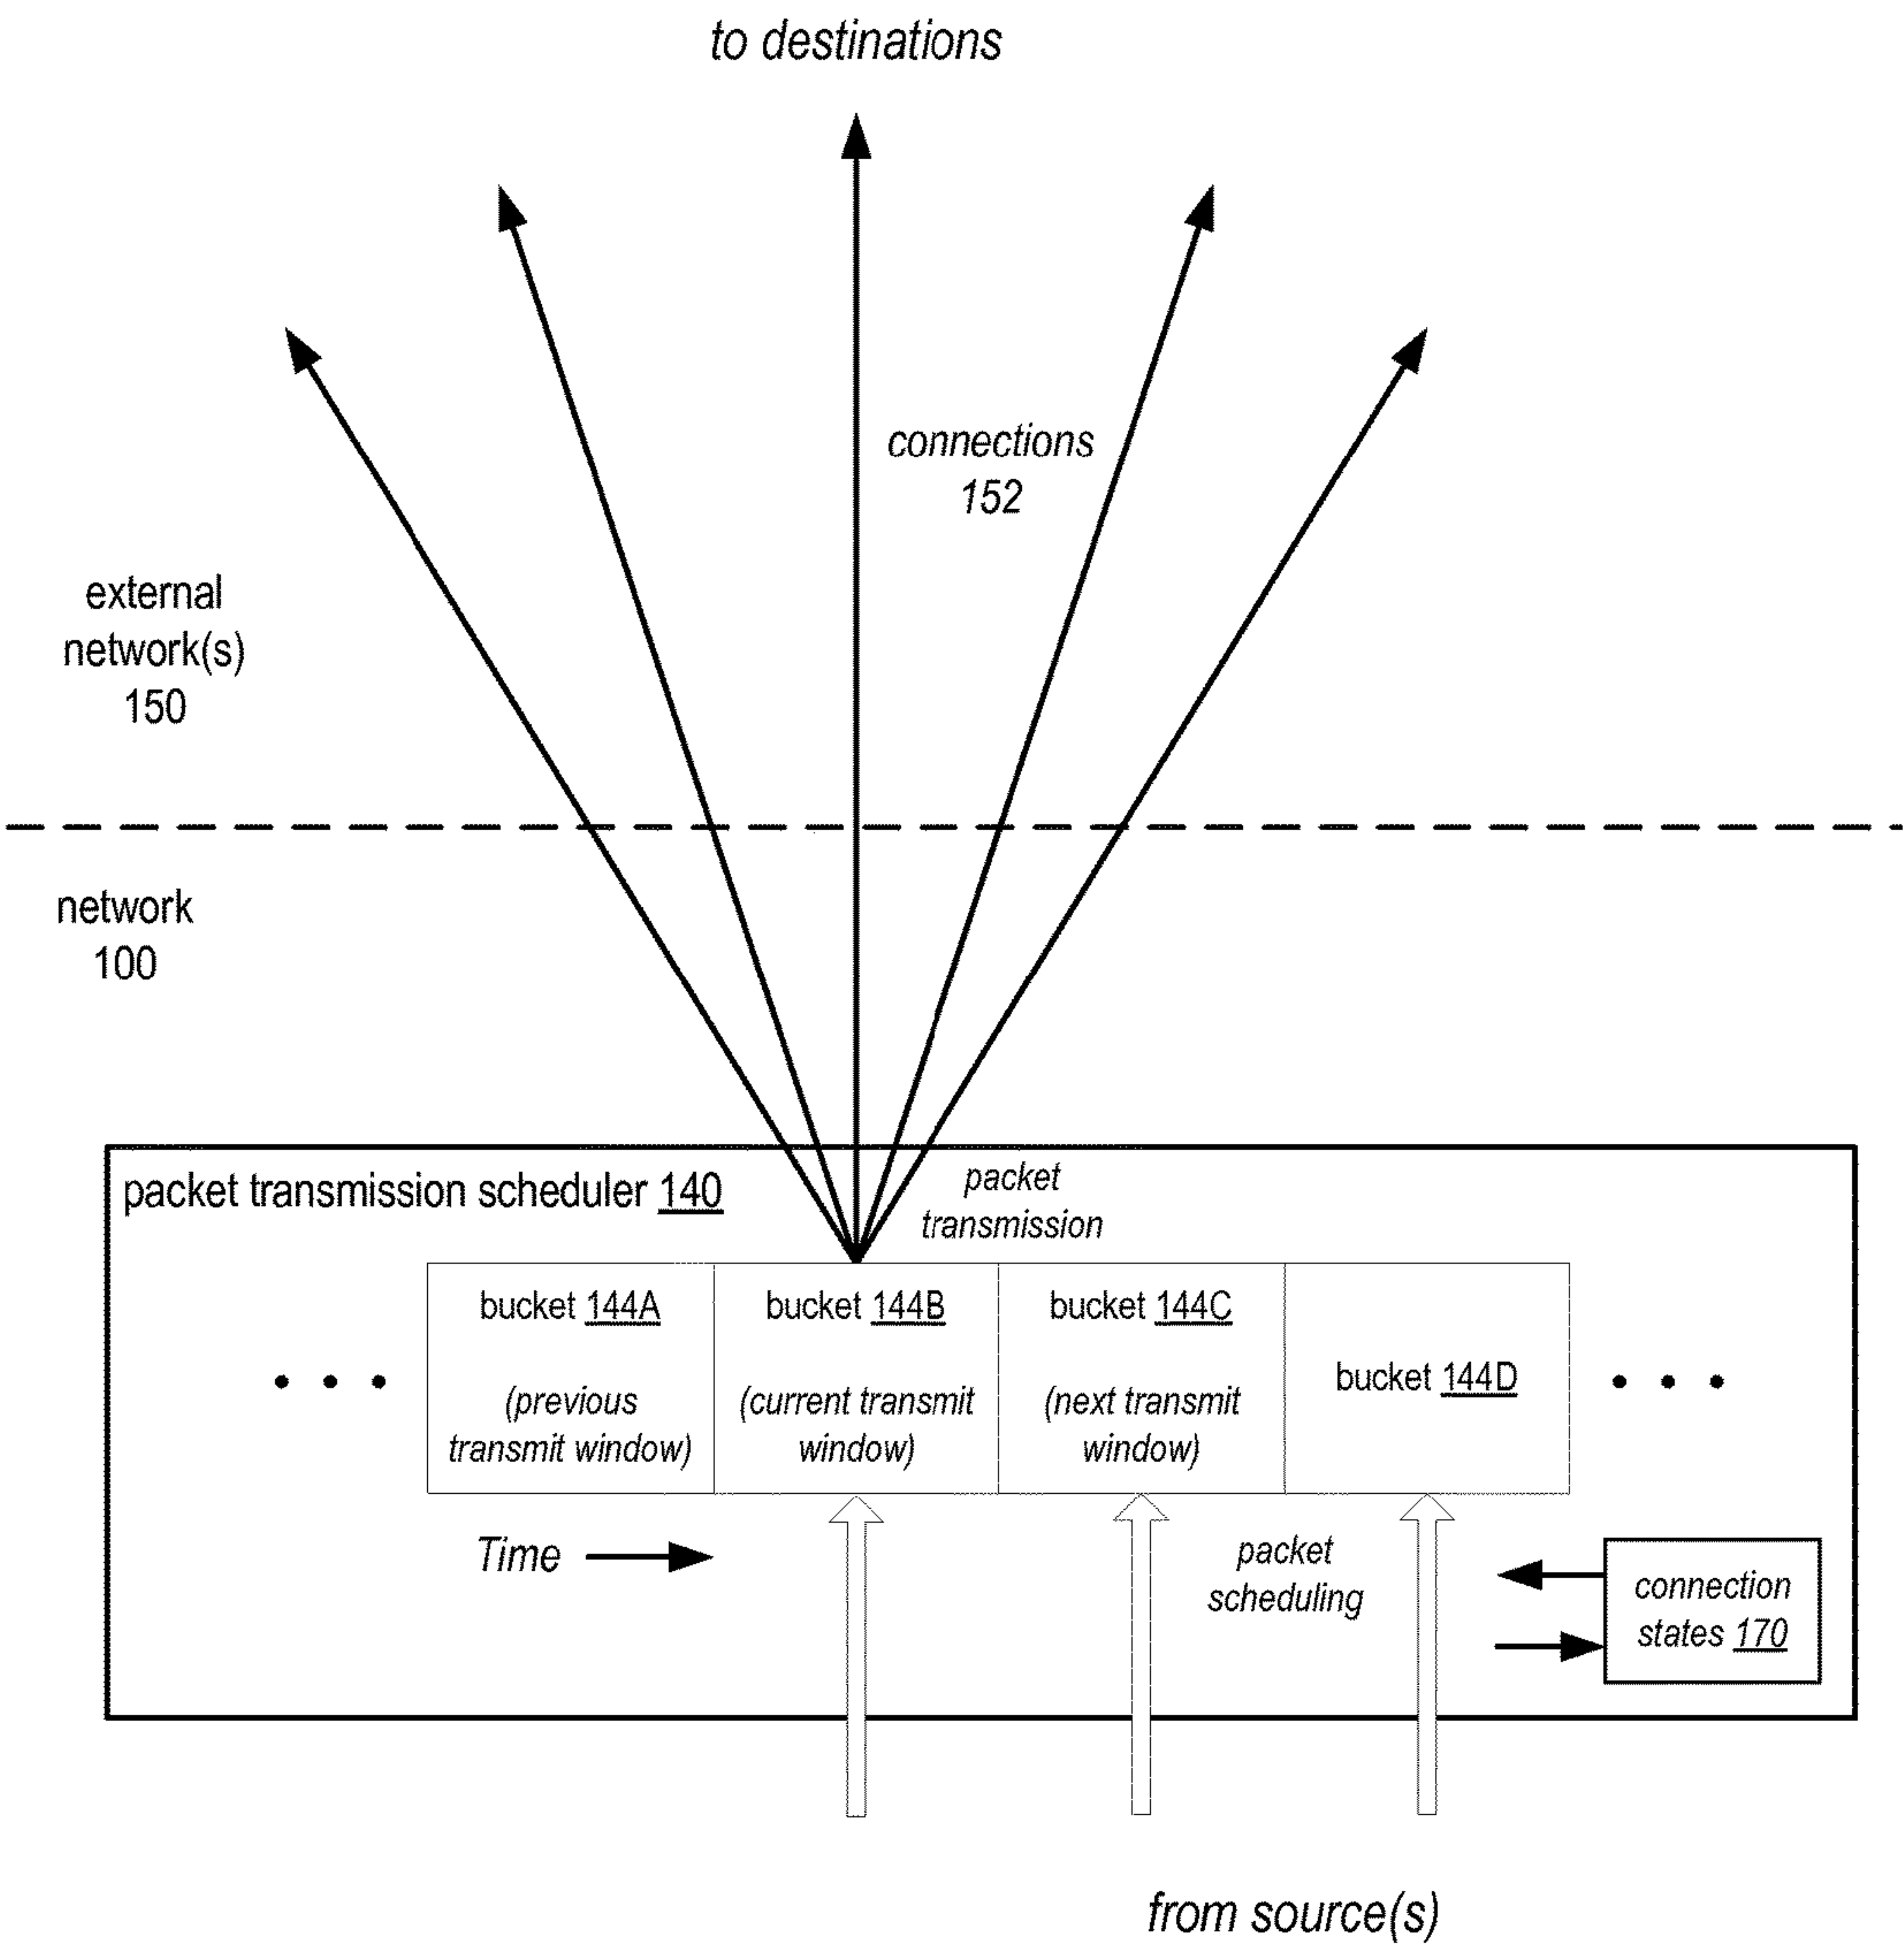 to destinations
connections
152
external
network(s)
150
network
100
packet transmission scheduler 140
packet
transmission
bucket 144A
(previous
transmit window)
bucket 144B
(current transmit
window)
bucket 144C
(next transmit
window)
bucket 144D
Time
packet
scheduling
connection
states 170
from source(s)